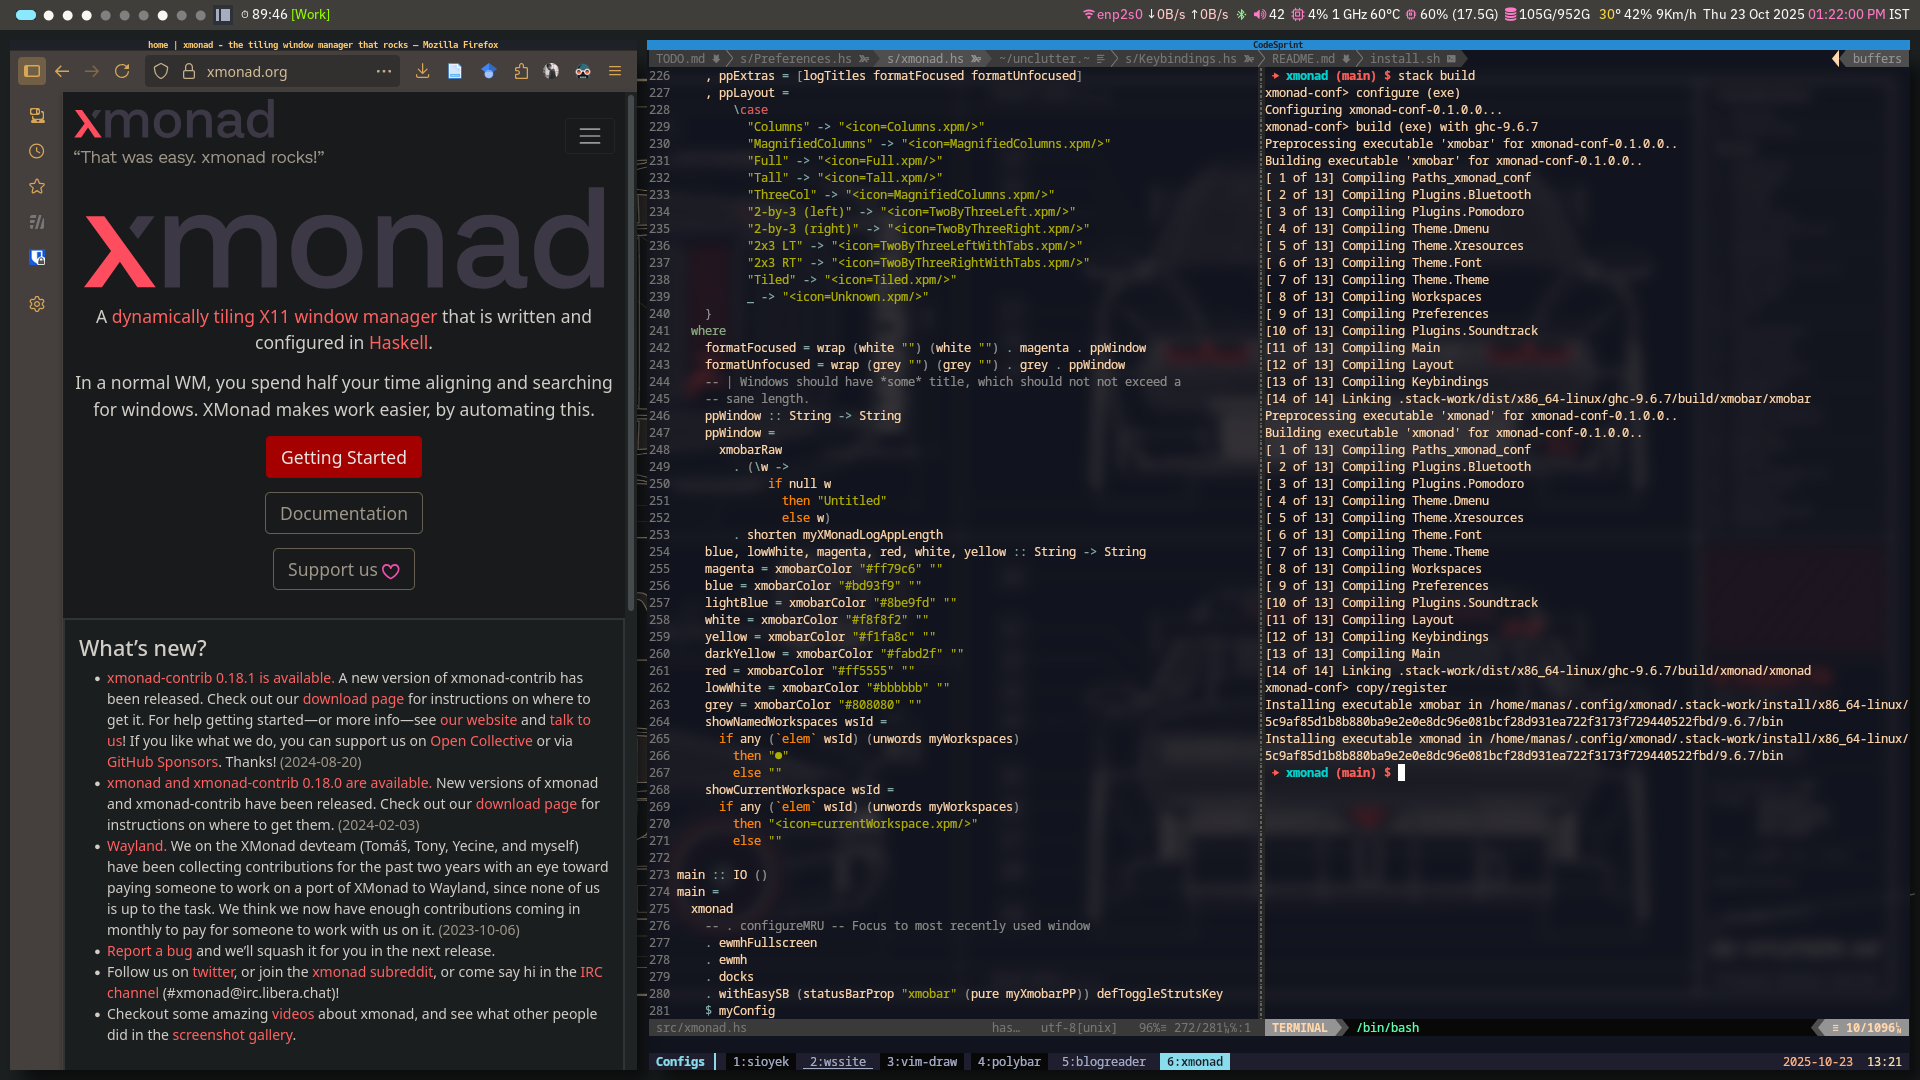 89:46 [Work]
enp2s0 ↓0B/s ↑0B/s 42 4% 1 GHz 60°C 60% (17.5G) 105G/952G 30° 42% 9Km/h Thu 23 Oct 2025 01:22:00 PM IST
home | xmonad - the tiling window manager that rocks — Mozilla Firefox
xmonad.org
xmonad
“That was easy. xmonad rocks!”
xmonad
A dynamically tiling X11 window manager that is written and
configured in Haskell.
In a normal WM, you spend half your time aligning and searching
for windows. XMonad makes work easier, by automating this.
Getting Started
Documentation
Support us
What’s new?
• xmonad-contrib 0.18.1 is available. A new version of xmonad-contrib has
been released. Check out our download page for instructions on where to
get it. For help getting started—or more info—see our website and talk to
us! If you like what we do, you can support us on Open Collective or via
GitHub Sponsors. Thanks! (2024-08-20)
• xmonad and xmonad-contrib 0.18.0 are available. New versions of xmonad
and xmonad-contrib have been released. Check out our download page for
instructions on where to get them. (2024-02-03)
• Wayland. We on the XMonad devteam (Tomáš, Tony, Yecine, and myself)
have been collecting contributions for the past two years with an eye toward
paying someone to work on a port of XMonad to Wayland, since none of us
is up to the task. We think we now have enough contributions coming in
monthly to pay for someone to work with us on it. (2023-10-06)
• Report a bug and we’ll squash it for you in the next release.
• Follow us on twitter, or join the xmonad subreddit, or come say hi in the IRC
channel (#xmonad@irc.libera.chat)!
• Checkout some amazing videos about xmonad, and see what other people
did in the screenshot gallery.
CodeSprint
TODO.md s/Preferences.hs s/xmonad.hs ~/unclutter.~ s/Keybindings.hs README.md install.sh buffers
226 , ppExtras = [logTitles formatFocused formatUnfocused]
227 , ppLayout =
228 \case
229 "Columns" -> "<icon=Columns.xpm/>"
230 "MagnifiedColumns" -> "<icon=MagnifiedColumns.xpm/>"
231 "Full" -> "<icon=Full.xpm/>"
232 "Tall" -> "<icon=Tall.xpm/>"
233 "ThreeCol" -> "<icon=MagnifiedColumns.xpm/>"
234 "2-by-3 (left)" -> "<icon=TwoByThreeLeft.xpm/>"
235 "2-by-3 (right)" -> "<icon=TwoByThreeRight.xpm/>"
236 "2x3 LT" -> "<icon=TwoByThreeLeftWithTabs.xpm/>"
237 "2x3 RT" -> "<icon=TwoByThreeRightWithTabs.xpm/>"
238 "Tiled" -> "<icon=Tiled.xpm/>"
239 _ -> "<icon=Unknown.xpm/>"
240 }
241 where
242 formatFocused = wrap (white "") (white "") . magenta . ppWindow
243 formatUnfocused = wrap (grey "") (grey "") . grey . ppWindow
244 -- | Windows should have *some* title, which should not not exceed a
245 -- sane length.
246 ppWindow :: String -> String
247 ppWindow =
248 xmobarRaw
249 . (\w ->
250 if null w
251 then "Untitled"
252 else w)
253 . shorten myXMonadLogAppLength
254 blue, lowWhite, magenta, red, white, yellow :: String -> String
255 magenta = xmobarColor "#ff79c6" ""
256 blue = xmobarColor "#bd93f9" ""
257 lightBlue = xmobarColor "#8be9fd" ""
258 white = xmobarColor "#f8f8f2" ""
259 yellow = xmobarColor "#f1fa8c" ""
260 darkYellow = xmobarColor "#fabd2f" ""
261 red = xmobarColor "#ff5555" ""
262 lowWhite = xmobarColor "#bbbbbb" ""
263 grey = xmobarColor "#808080" ""
264 showNamedWorkspaces wsId =
265 if any (`elem` wsId) (unwords myWorkspaces)
266 then "●"
267 else ""
268 showCurrentWorkspace wsId =
269 if any (`elem` wsId) (unwords myWorkspaces)
270 then "<icon=currentWorkspace.xpm/>"
271 else ""
272
273 main :: IO ()
274 main =
275 xmonad
276 -- . configureMRU -- Focus to most recently used window
277 . ewmhFullscreen
278 . ewmh
279 . docks
280 . withEasySB (statusBarProp "xmobar" (pure myXmobarPP)) defToggleStrutsKey
281 $ myConfig
src/xmonad.hs has… utf-8[unix] 96%≡ 272/281 :1
xmonad (main) $ stack build
xmonad-conf> configure (exe)
Configuring xmonad-conf-0.1.0.0...
xmonad-conf> build (exe) with ghc-9.6.7
Preprocessing executable 'xmobar' for xmonad-conf-0.1.0.0..
Building executable 'xmobar' for xmonad-conf-0.1.0.0..
[ 1 of 13] Compiling Paths_xmonad_conf
[ 2 of 13] Compiling Plugins.Bluetooth
[ 3 of 13] Compiling Plugins.Pomodoro
[ 4 of 13] Compiling Theme.Dmenu
[ 5 of 13] Compiling Theme.Xresources
[ 6 of 13] Compiling Theme.Font
[ 7 of 13] Compiling Theme.Theme
[ 8 of 13] Compiling Workspaces
[ 9 of 13] Compiling Preferences
[10 of 13] Compiling Plugins.Soundtrack
[11 of 13] Compiling Main
[12 of 13] Compiling Layout
[13 of 13] Compiling Keybindings
[14 of 14] Linking .stack-work/dist/x86_64-linux/ghc-9.6.7/build/xmobar/xmobar
Preprocessing executable 'xmonad' for xmonad-conf-0.1.0.0..
Building executable 'xmonad' for xmonad-conf-0.1.0.0..
[ 1 of 13] Compiling Paths_xmonad_conf
[ 2 of 13] Compiling Plugins.Bluetooth
[ 3 of 13] Compiling Plugins.Pomodoro
[ 4 of 13] Compiling Theme.Dmenu
[ 5 of 13] Compiling Theme.Xresources
[ 6 of 13] Compiling Theme.Font
[ 7 of 13] Compiling Theme.Theme
[ 8 of 13] Compiling Workspaces
[ 9 of 13] Compiling Preferences
[10 of 13] Compiling Plugins.Soundtrack
[11 of 13] Compiling Layout
[12 of 13] Compiling Keybindings
[13 of 13] Compiling Main
[14 of 14] Linking .stack-work/dist/x86_64-linux/ghc-9.6.7/build/xmonad/xmonad
xmonad-conf> copy/register
Installing executable xmobar in /home/manas/.config/xmonad/.stack-work/install/x86_64-linux/
5c9af85d1b8b880ba9e2e0e8dc96e081bcf28d931ea722f3173f729440522fbd/9.6.7/bin
Installing executable xmonad in /home/manas/.config/xmonad/.stack-work/install/x86_64-linux/
5c9af85d1b8b880ba9e2e0e8dc96e081bcf28d931ea722f3173f729440522fbd/9.6.7/bin
xmonad (main) $
TERMINAL /bin/bash ≡ 10/1096
Configs 1:sioyek 2:wssite 3:vim-draw 4:polybar 5:blogreader 6:xmonad 2025-10-23 13:21